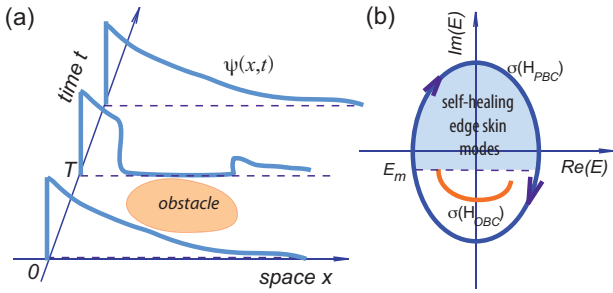 (a)
time t
ψ(x,t)
T
obstacle
0
space x
(b)
Im(E)
σ(H_PBC)
self-healing
edge skin
modes
E_m
Re(E)
σ(H_OBC)